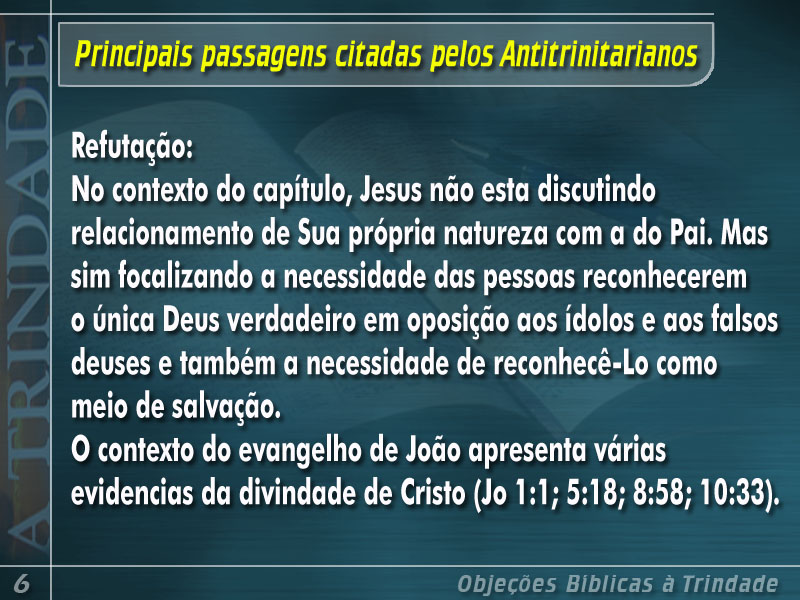 Principais passagens citadas pelos Antitrinitarianos
A TRINDADE
Refutação:
No contexto do capítulo, Jesus não esta discutindo
relacionamento de Sua própria natureza com a do Pai. Mas
sim focalizando a necessidade das pessoas reconhecerem
o única Deus verdadeiro em oposição aos ídolos e aos falsos
deuses e também a necessidade de reconhecê-Lo como
meio de salvação.
O contexto do evangelho de João apresenta várias
evidencias da divindade de Cristo (Jo 1:1; 5:18; 8:58; 10:33).
6
Objeções Bíblicas à Trindade